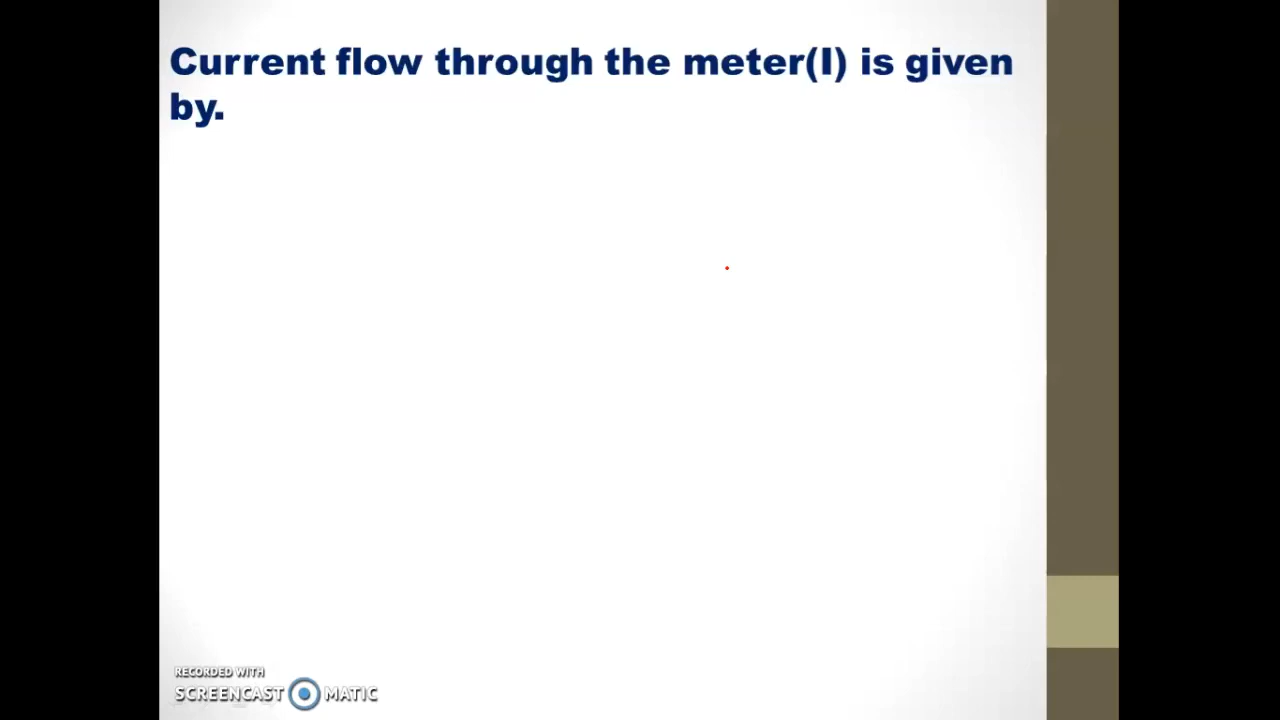 Current flow through the meter(I) is given
by.
RECORDED WITH
SCREENCAST MATIC